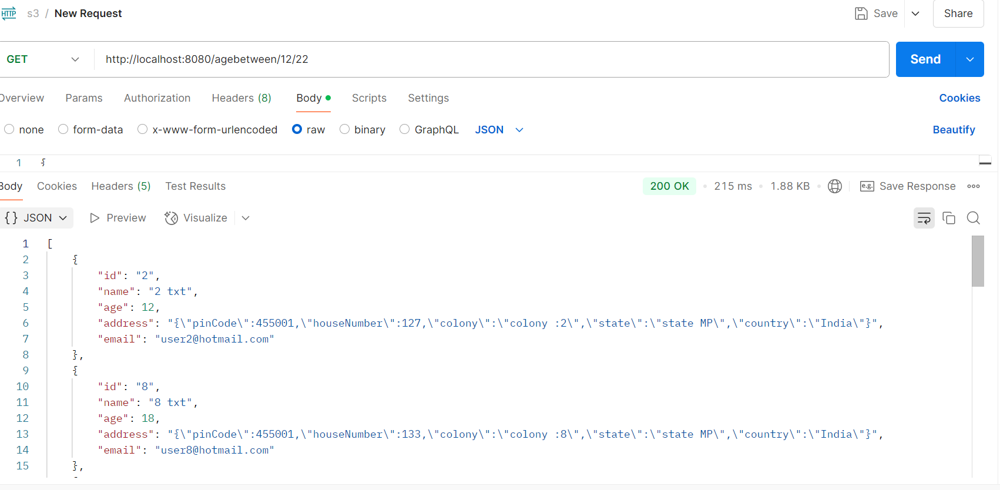 HTTP s3 / New Request Save Share
GET http://localhost:8080/agebetween/12/22 Send
Overview Params Authorization Headers (8) Body Scripts Settings Cookies
none form-data x-www-form-urlencoded raw binary GraphQL JSON Beautify
1 {
Body Cookies Headers (5) Test Results 200 OK • 215 ms • 1.88 KB • e.g. Save Response
{} JSON Preview Visualize
1 [
2 {
3 "id": "2",
4 "name": "2 txt",
5 "age": 12,
6 "address": "{\"pinCode\":455001,\"houseNumber\":127,\"colony\":\"colony :2\",\"state\":\"state MP\",\"country\":\"India\"}",
7 "email": "user2@hotmail.com"
8 },
9 {
10 "id": "8",
11 "name": "8 txt",
12 "age": 18,
13 "address": "{\"pinCode\":455001,\"houseNumber\":133,\"colony\":\"colony :8\",\"state\":\"state MP\",\"country\":\"India\"}",
14 "email": "user8@hotmail.com"
15 },